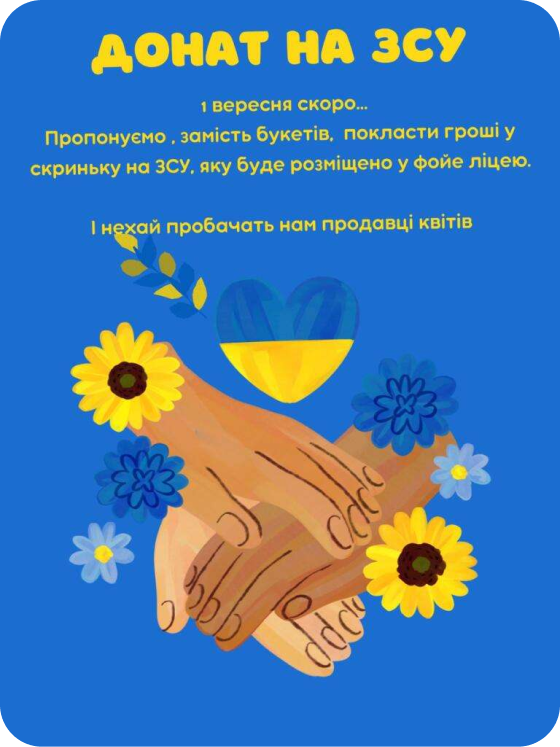 ДОНАТ НА ЗСУ
1 вересня скоро...
Пропонуємо , замість букетів, покласти гроші у
скриньку на ЗСУ, яку буде розміщено у фойє ліцею.
І нехай пробачать нам продавці квітів